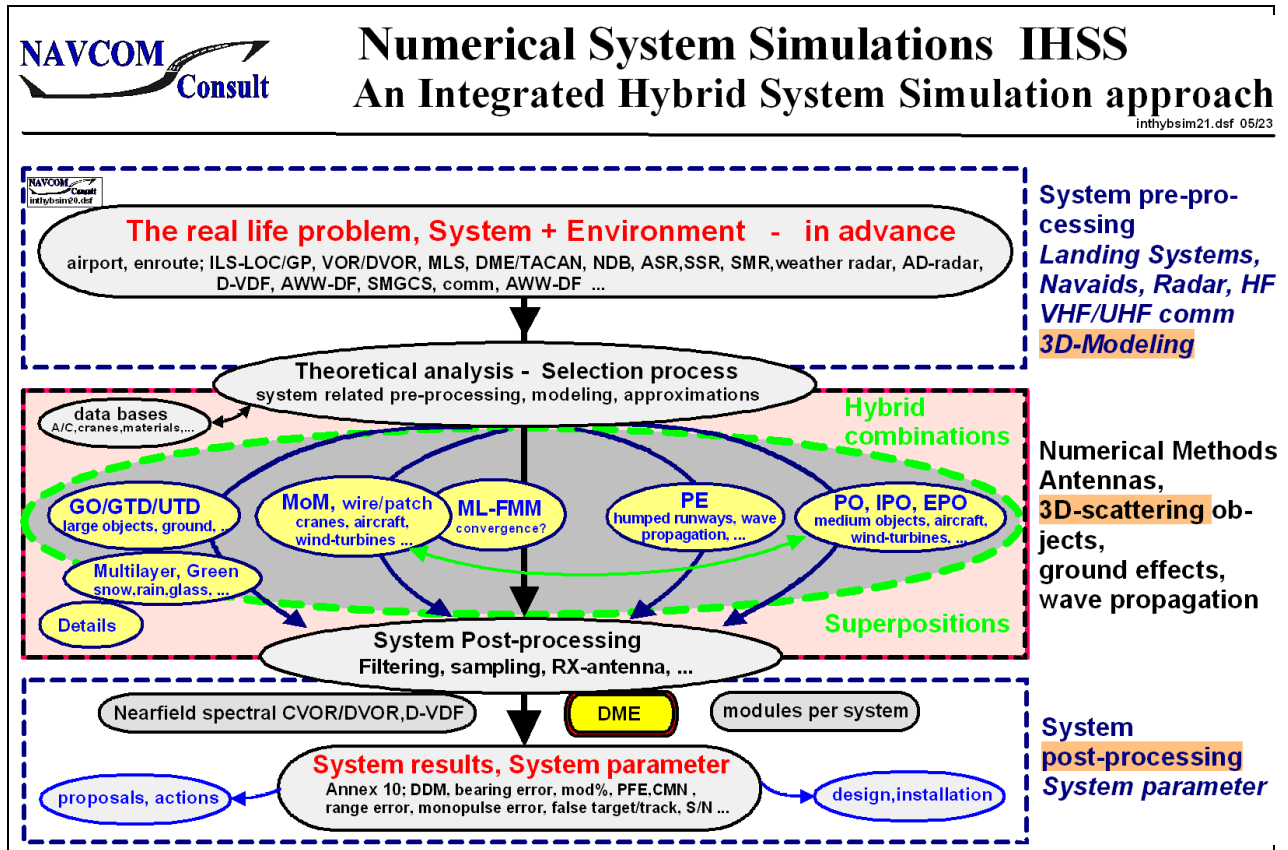 NAVCOM
Consult
Numerical System Simulations IHSS
An Integrated Hybrid System Simulation approach
inthybsim21.dsf 05/23
NAVCOM
Consult
inthybsim20.dsf
The real life problem, System + Environment - in advance
airport, enroute; ILS-LOC/GP, VOR/DVOR, MLS, DME/TACAN, NDB, ASR,SSR, SMR,weather radar, AD-radar,
D-VDF, AWW-DF, SMGCS, comm, AWW-DF ...
System pre-pro-
cessing
Landing Systems,
Navaids, Radar, HF
VHF/UHF comm
3D-Modeling
Theoretical analysis - Selection process
system related pre-processing, modeling, approximations
data bases
A/C,cranes,materials,...
Hybrid
combinations
GO/GTD/UTD
large objects, ground, ..
MoM, wire/patch
cranes, aircraft,
wind-turbines ...
ML-FMM
convergence?
PE
humped runways, wave
propagation, ...
PO, IPO, EPO
medium objects, aircraft,
wind-turbines, ...
Multilayer, Green
snow,rain,glass, ...
Details
Superpositions
Numerical Methods
Antennas,
3D-scattering ob-
jects,
ground effects,
wave propagation
System Post-processing
Filtering, sampling, RX-antenna, ...
Nearfield spectral CVOR/DVOR,D-VDF
DME
modules per system
System results, System parameter
Annex 10; DDM, bearing error, mod%, PFE,CMN ,
range error, monopulse error, false target/track, S/N ...
proposals, actions
design,installation
System
post-processing
System parameter